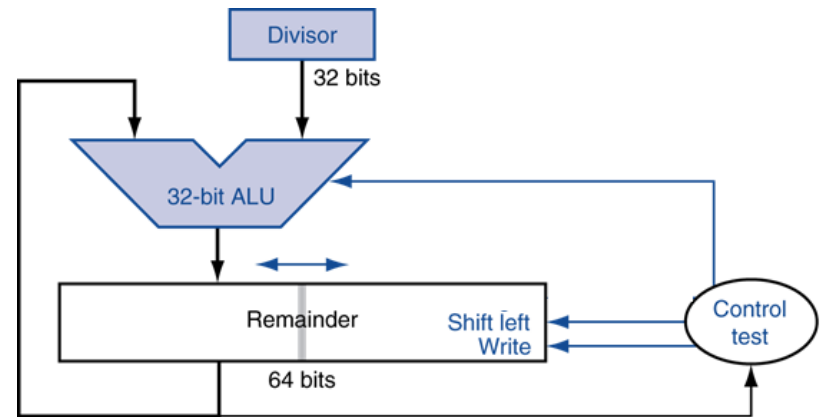 Divisor
32 bits
32-bit ALU
Remainder
Shift left
Write
64 bits
Control
test